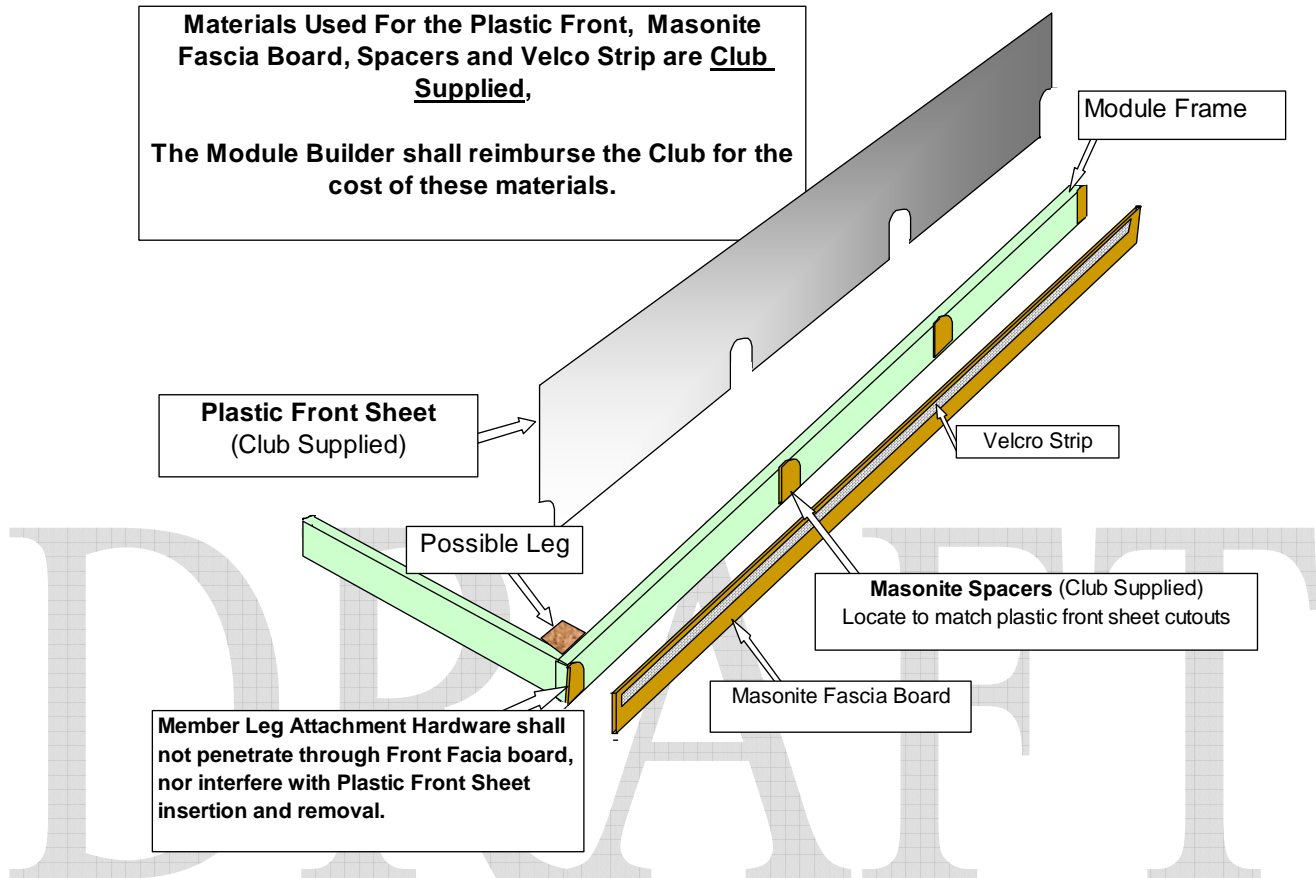 Materials Used For the Plastic Front, Masonite
Fascia Board, Spacers and Velco Strip are Club
Supplied,
The Module Builder shall reimburse the Club for the
cost of these materials.
Module Frame
Plastic Front Sheet
(Club Supplied)
Velcro Strip
Possible Leg
Masonite Spacers (Club Supplied)
Locate to match plastic front sheet cutouts
Masonite Fascia Board
Member Leg Attachment Hardware shall
not penetrate through Front Facia board,
nor interfere with Plastic Front Sheet
insertion and removal.
DRAFT